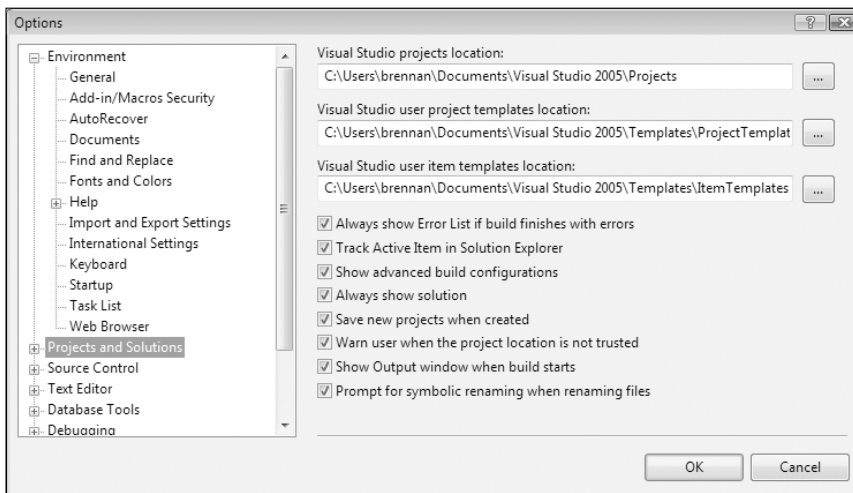 Options
Environment
General
Add-in/Macros Security
AutoRecover
Documents
Find and Replace
Fonts and Colors
Help
Import and Export Settings
International Settings
Keyboard
Startup
Task List
Web Browser
Projects and Solutions
Source Control
Text Editor
Database Tools
Debugging
Visual Studio projects location:
C:\Users\brennan\Documents\Visual Studio 2005\Projects
...
Visual Studio user project templates location:
C:\Users\brennan\Documents\Visual Studio 2005\Templates\ProjectTemplat
...
Visual Studio user item templates location:
C:\Users\brennan\Documents\Visual Studio 2005\Templates\ItemTemplates
...
Always show Error List if build finishes with errors
Track Active Item in Solution Explorer
Show advanced build configurations
Always show solution
Save new projects when created
Warn user when the project location is not trusted
Show Output window when build starts
Prompt for symbolic renaming when renaming files
OK
Cancel